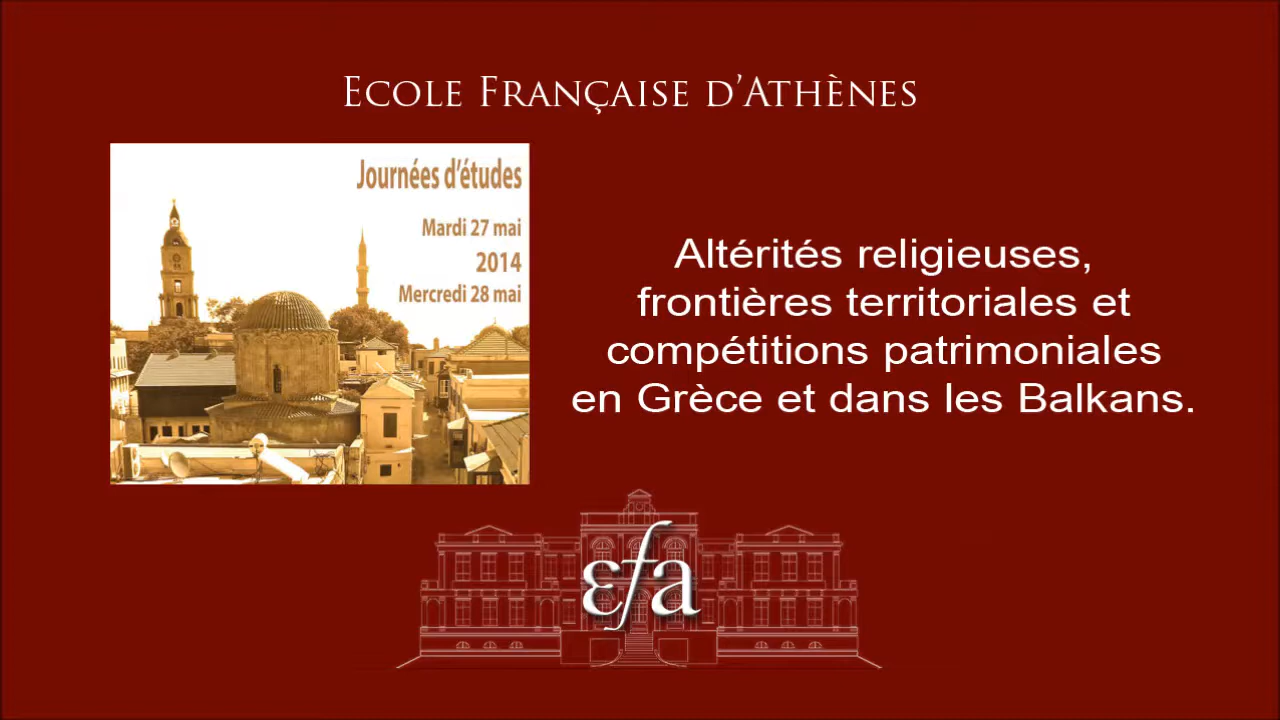 Ecole Française d’Athènes
Journées d'études
Mardi 27 mai
2014
Mercredi 28 mai
Altérités religieuses,
frontières territoriales et
compétitions patrimoniales
en Grèce et dans les Balkans.
εfa